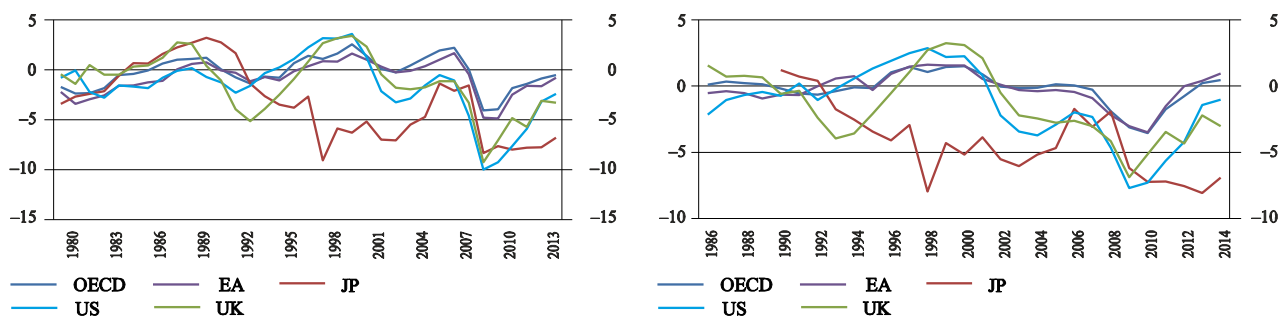 5 5 5 5
0 0 0 0
–5 –5 –5 –5
–10 –10 –10 –10
–15 –15
1980 1983 1986 1989 1992 1995 1998 2001 2004 2007 2010 2013
1986 1988 1990 1992 1994 1996 1998 2000 2002 2004 2006 2008 2010 2012 2014
OECD EA JP
US UK
OECD EA JP
US UK